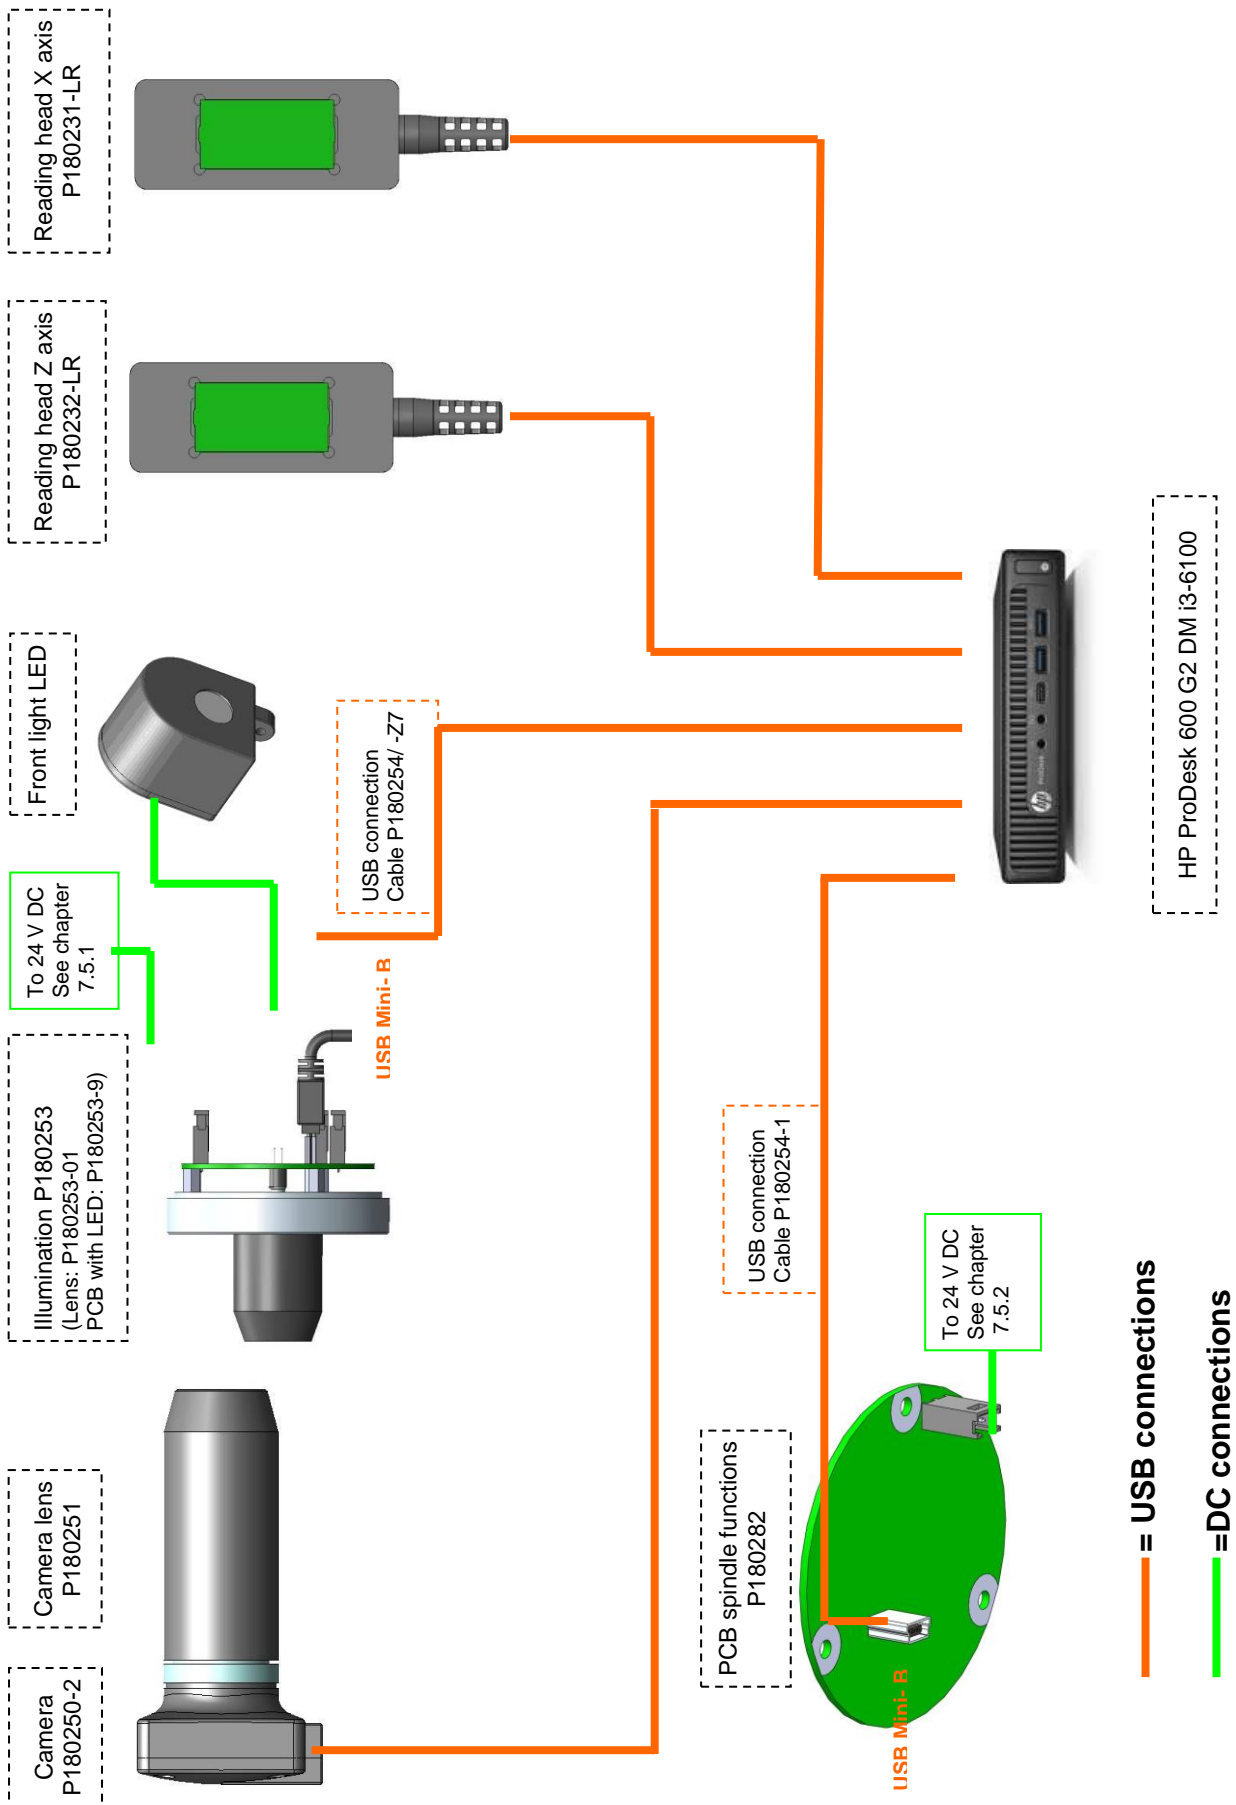 Camera
P180250-2
Camera lens
P180251
Illumination P180253
(Lens: P180253-01
PCB with LED: P180253-9)
To 24 V DC
See chapter
7.5.1
Front light LED
Reading head Z axis
P180232-LR
Reading head X axis
P180231-LR
USB Mini- B
USB connection
Cable P180254/ -Z7
PCB spindle functions
P180282
USB connection
Cable P180254-1
USB Mini- B
To 24 V DC
See chapter
7.5.2
hp
ProDesk
HP ProDesk 600 G2 DM i3-6100
= USB connections
=DC connections